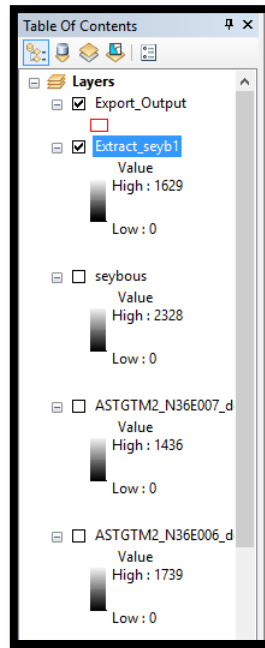 Table Of Contents
Layers
Export_Output
Extract_seyb1
Value
High : 1629
Low : 0
seybous
Value
High : 2328
Low : 0
ASTGTM2_N36E007_d
Value
High : 1436
Low : 0
ASTGTM2_N36E006_d
Value
High : 1739
Low : 0